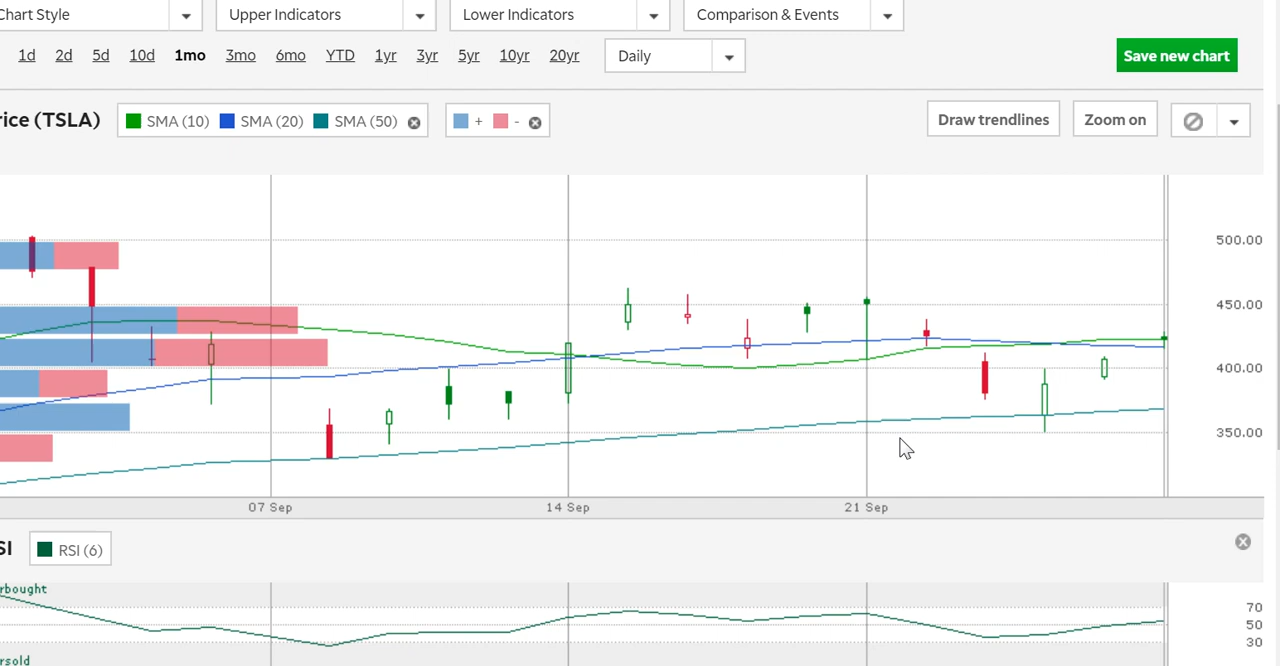 Chart Style Upper Indicators Lower Indicators Comparison & Events
1d 2d 5d 10d 1mo 3mo 6mo YTD 1yr 3yr 5yr 10yr 20yr Daily Save new chart
rice (TSLA) SMA (10) SMA (20) SMA (50) + - Draw trendlines Zoom on
500.00
450.00
400.00
350.00
07 Sep 14 Sep 21 Sep
SI RSI (6)
rbought
70
50
30
rsold